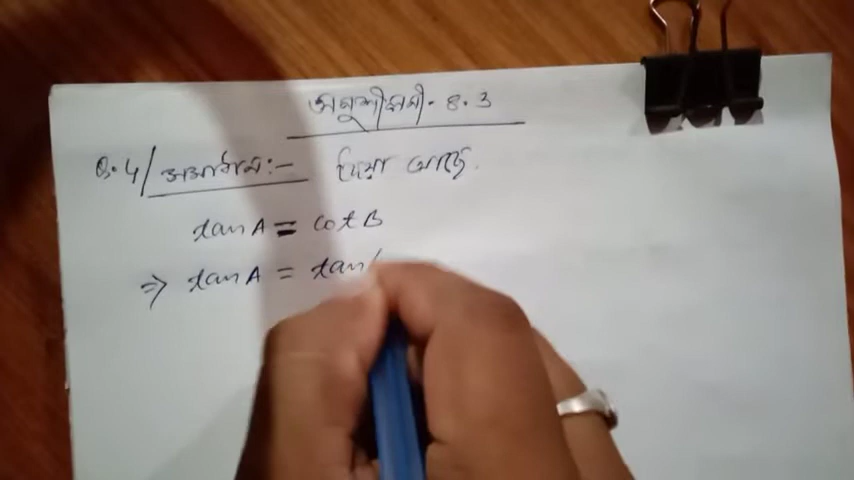 অনুশীলনী. 8.3
Q.4/ সমাধান:- দিয়া আছে.
tan A = cot B
⇒ tan A = tan(